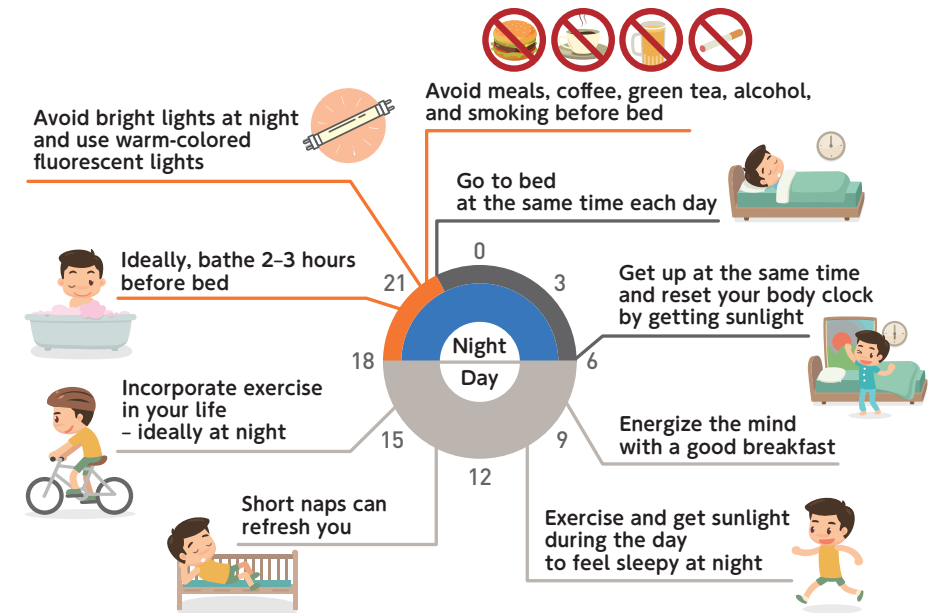 Avoid meals, coffee, green tea, alcohol,
and smoking before bed
Avoid bright lights at night
and use warm-colored
fluorescent lights
Go to bed
at the same time each day
Ideally, bathe 2–3 hours
before bed
Get up at the same time
and reset your body clock
by getting sunlight
0
21
3
18
6
15
9
12
Night
Day
Incorporate exercise
in your life
– ideally at night
Energize the mind
with a good breakfast
Short naps can
refresh you
Exercise and get sunlight
during the day
to feel sleepy at night